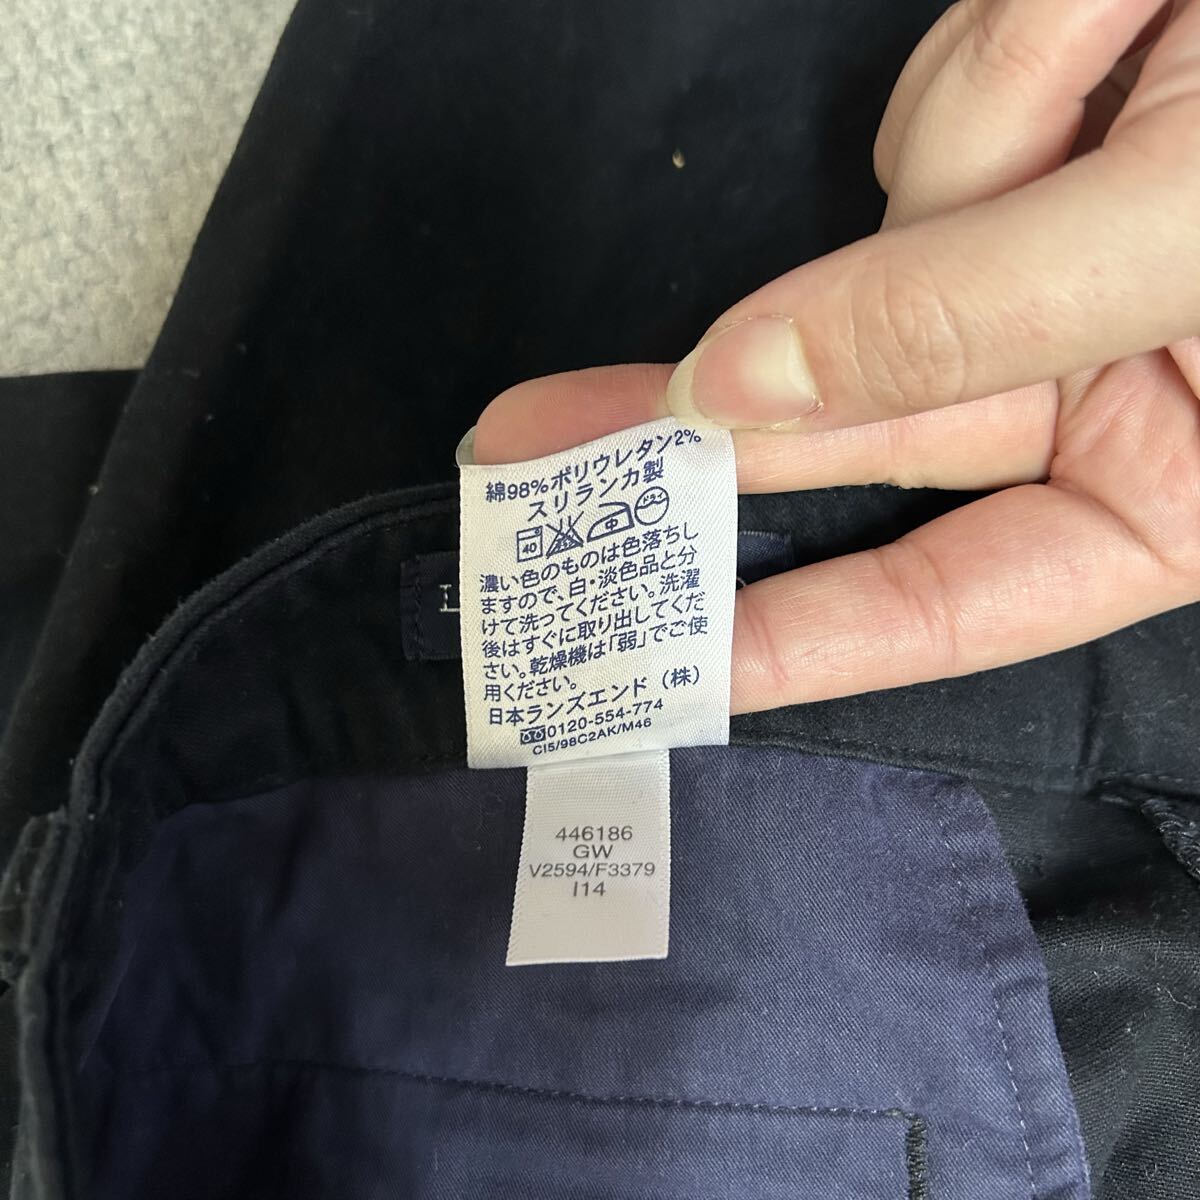 綿98%ポリウレタン2%
スリランカ製
40 中 ドライ
濃い色のものは色落ちし
ますので、白・淡色品と分
けて洗ってください。洗濯
後はすぐに取り出してくだ
さい。乾燥機は「弱」でご使
用ください。
日本ランズエンド(株)
0120-554-774
CI5/98C2AK/M46
446186
GW
V2594/F3379
I14